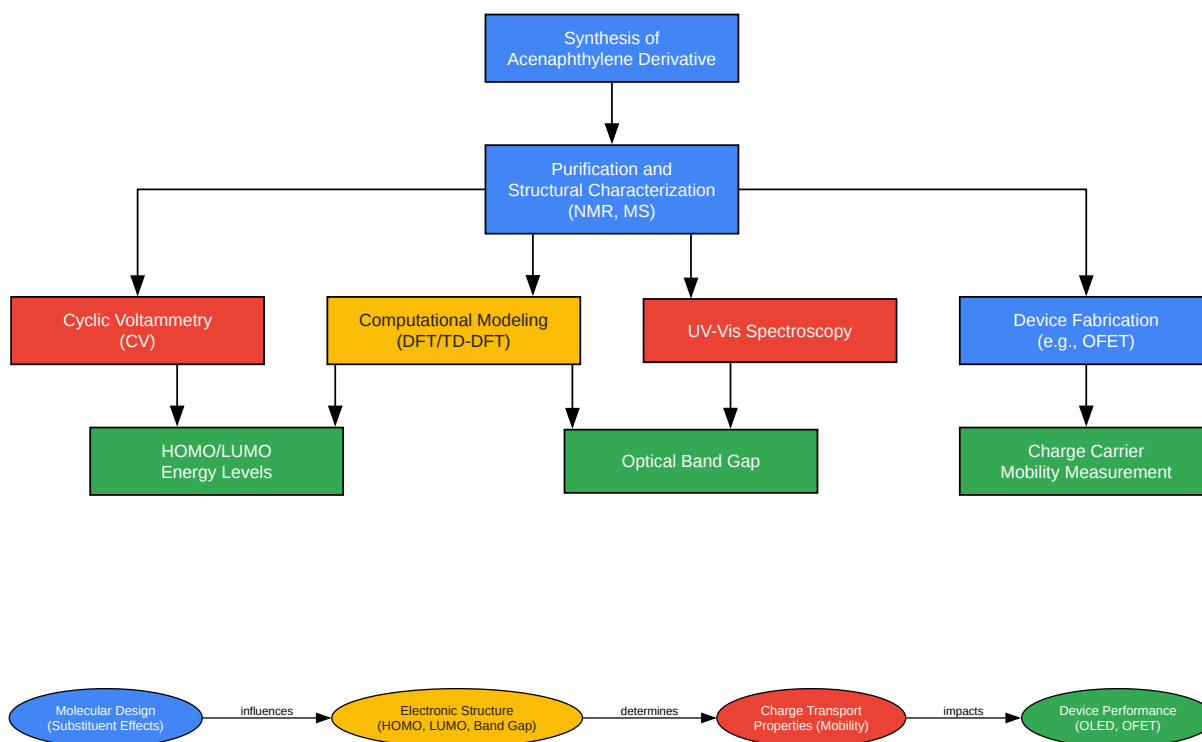 Synthesis of
Acenaphthylene Derivative
Purification and
Structural Characterization
(NMR, MS)
Cyclic Voltammetry
(CV)
Computational Modeling
(DFT/TD-DFT)
UV-Vis Spectroscopy
Device Fabrication
(e.g., OFET)
HOMO/LUMO
Energy Levels
Optical Band Gap
Charge Carrier
Mobility Measurement
Molecular Design
(Substituent Effects)
influences
Electronic Structure
(HOMO, LUMO, Band Gap)
determines
Charge Transport
Properties (Mobility)
impacts
Device Performance
(OLED, OFET)